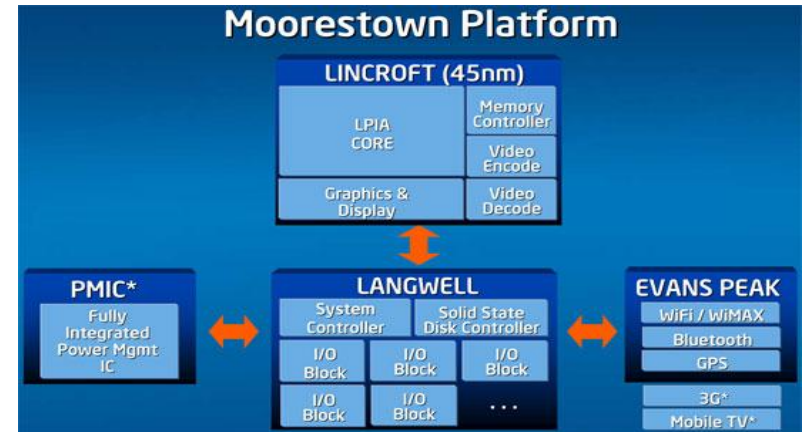 Moorestown Platform
LINCROFT (45nm)
LPIA
CORE
Memory
Controller
Video
Encode
Graphics &
Display
Video
Decode
PMIC*
Fully
Integrated
Power Mgmt
IC
LANGWELL
System
Controller
Solid State
Disk Controller
I/O
Block
I/O
Block
I/O
Block
I/O
Block
I/O
Block
...
EVANS PEAK
WiFi / WiMAX
Bluetooth
GPS
3G*
Mobile TV*